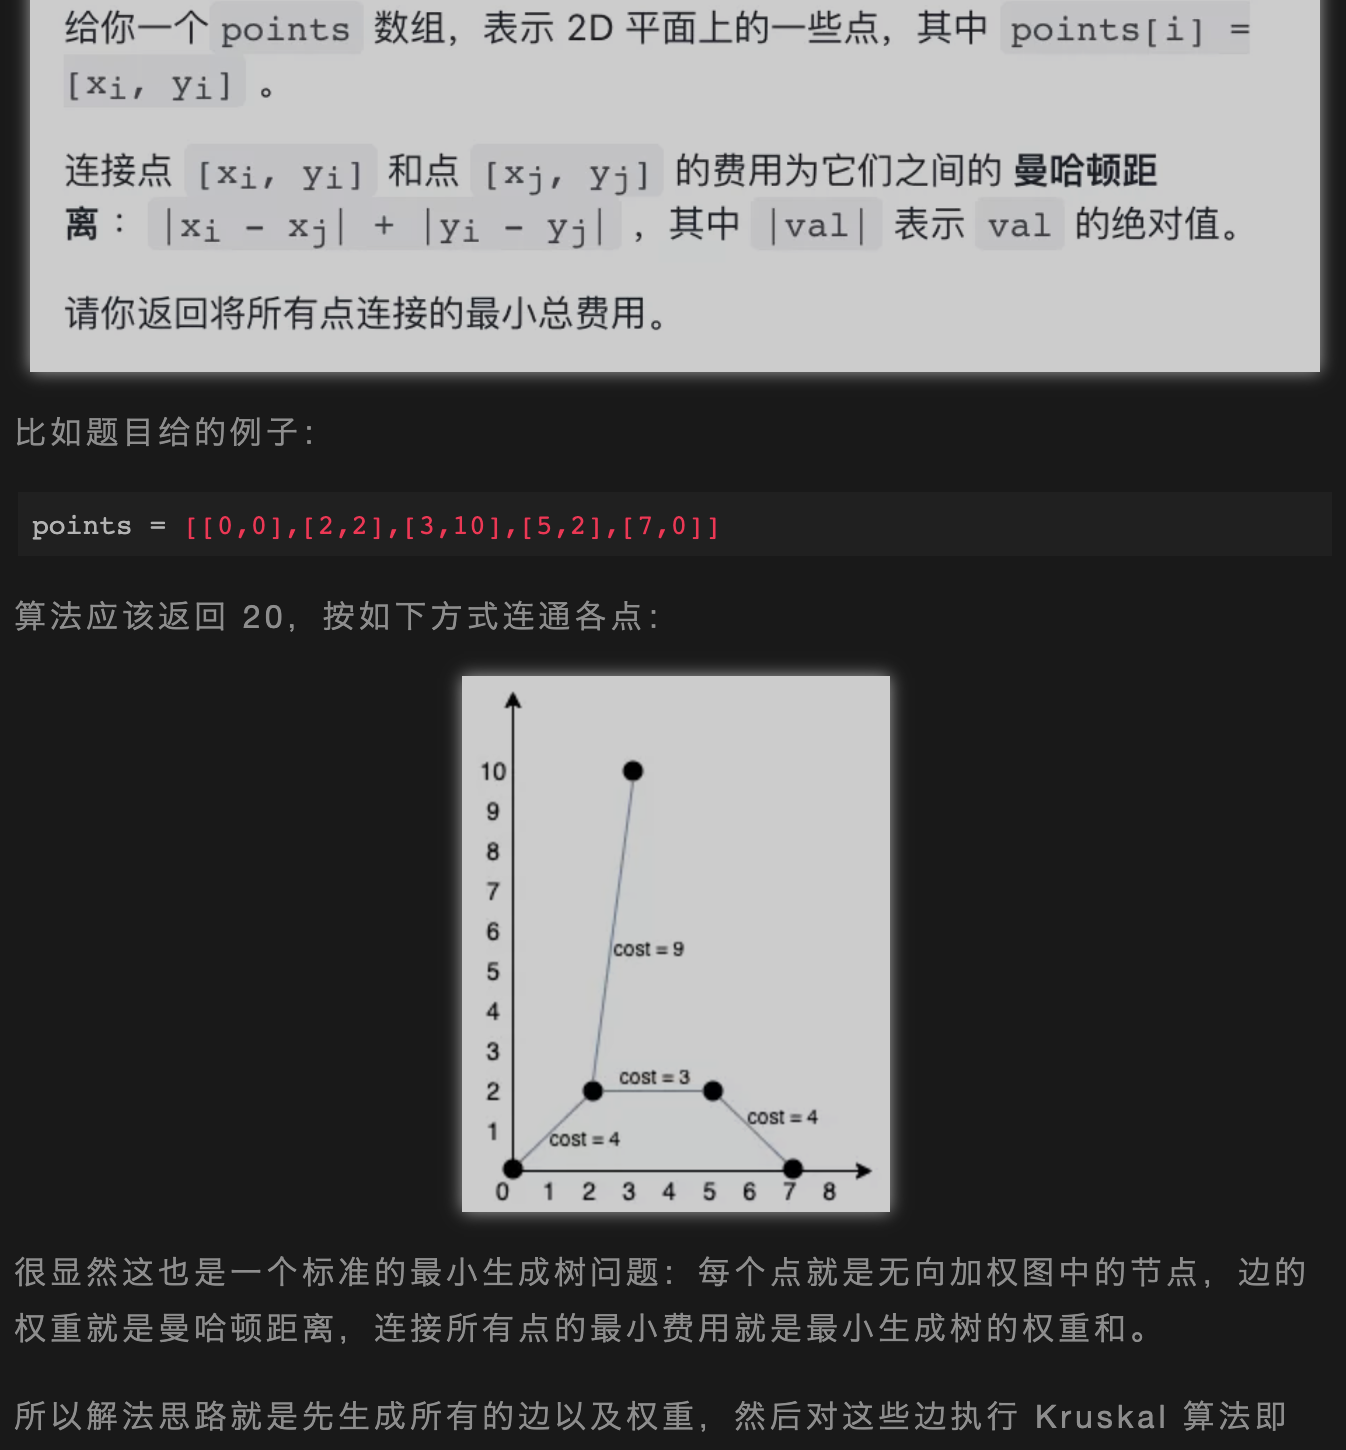 给你一个 points 数组，表示 2D 平面上的一些点，其中 points[i] =
[xi, yi] 。
连接点 [xi, yi] 和点 [xj, yj] 的费用为它们之间的 曼哈顿距
离：|xi - xj| + |yi - yj| ，其中 |val| 表示 val 的绝对值。
请你返回将所有点连接的最小总费用。
比如题目给的例子：
points = [[0,0],[2,2],[3,10],[5,2],[7,0]]
算法应该返回 20，按如下方式连通各点：
10
9
8
7
6
cost = 9
5
4
3
cost = 3
2
cost = 4
1
cost = 4
0 1 2 3 4 5 6 7 8
很显然这也是一个标准的最小生成树问题：每个点就是无向加权图中的节点，边的
权重就是曼哈顿距离，连接所有点的最小费用就是最小生成树的权重和。
所以解法思路就是先生成所有的边以及权重，然后对这些边执行 Kruskal 算法即